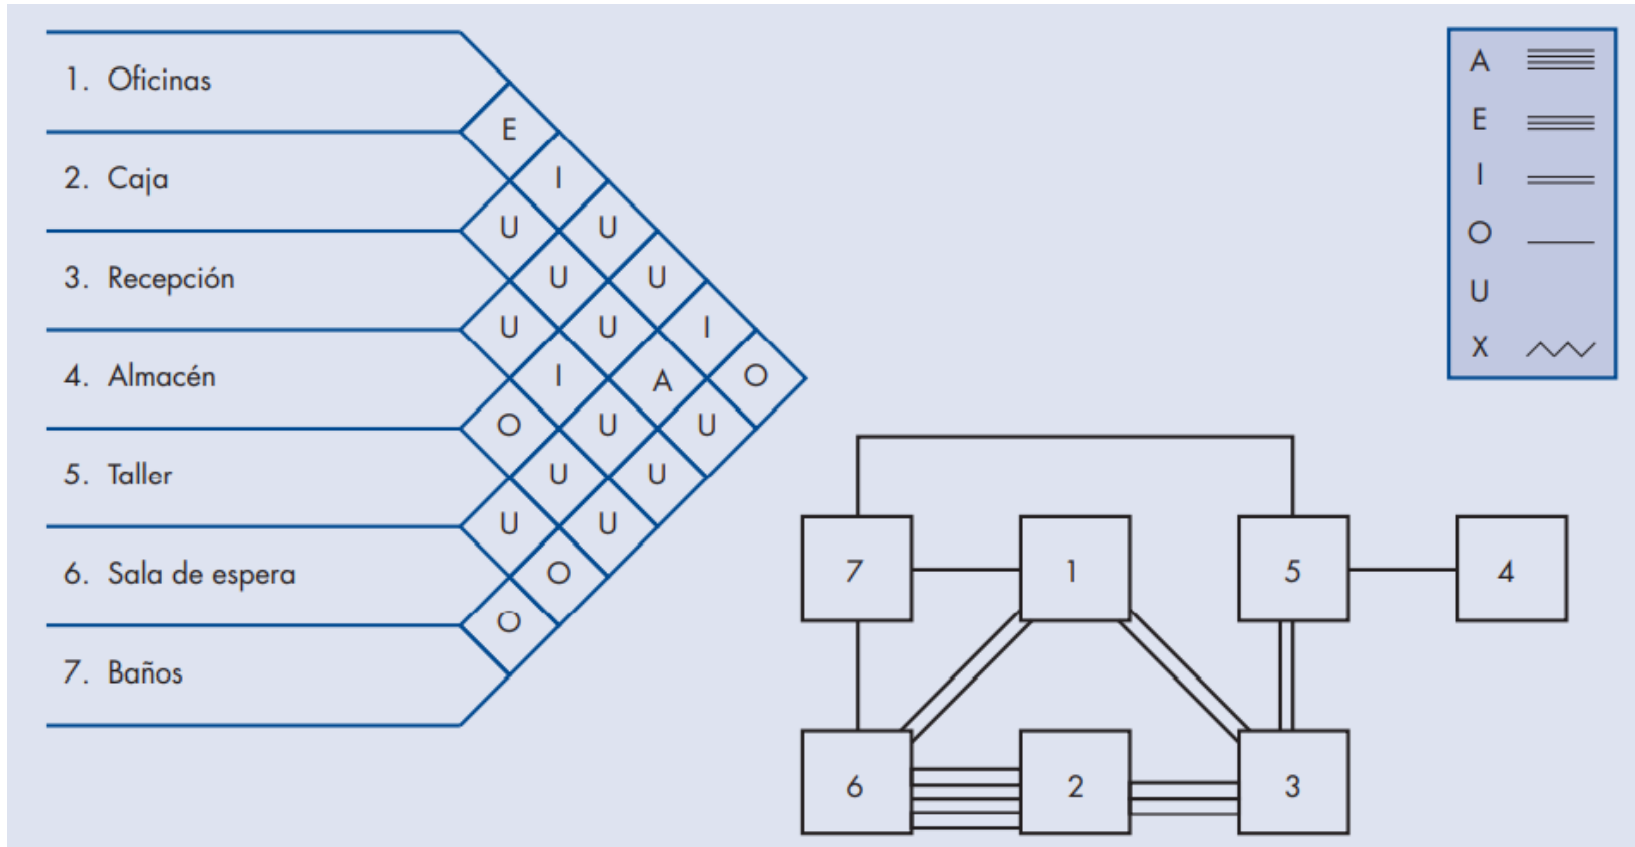 1. Oficinas
E
2. Caja
I
U
U
3. Recepción
U
U
U
U
I
4. Almacén
I
A
O
O
U
U
5. Taller
U
U
U
U
6. Sala de espera
O
O
7. Baños
A
E
I
O
U
X
7
1
5
4
6
2
3